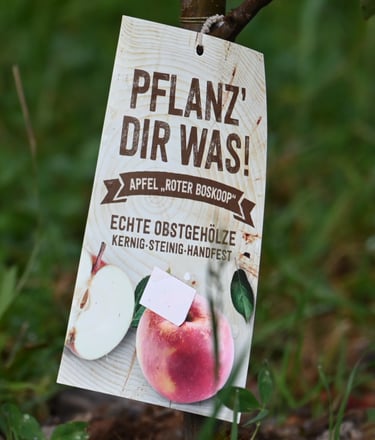 PFLANZ'
DIR WAS!
APFEL „ROTER BOSKOOP"
ECHTE OBSTGEHÖLZE
KERNIG-STEINIG-HANDFEST